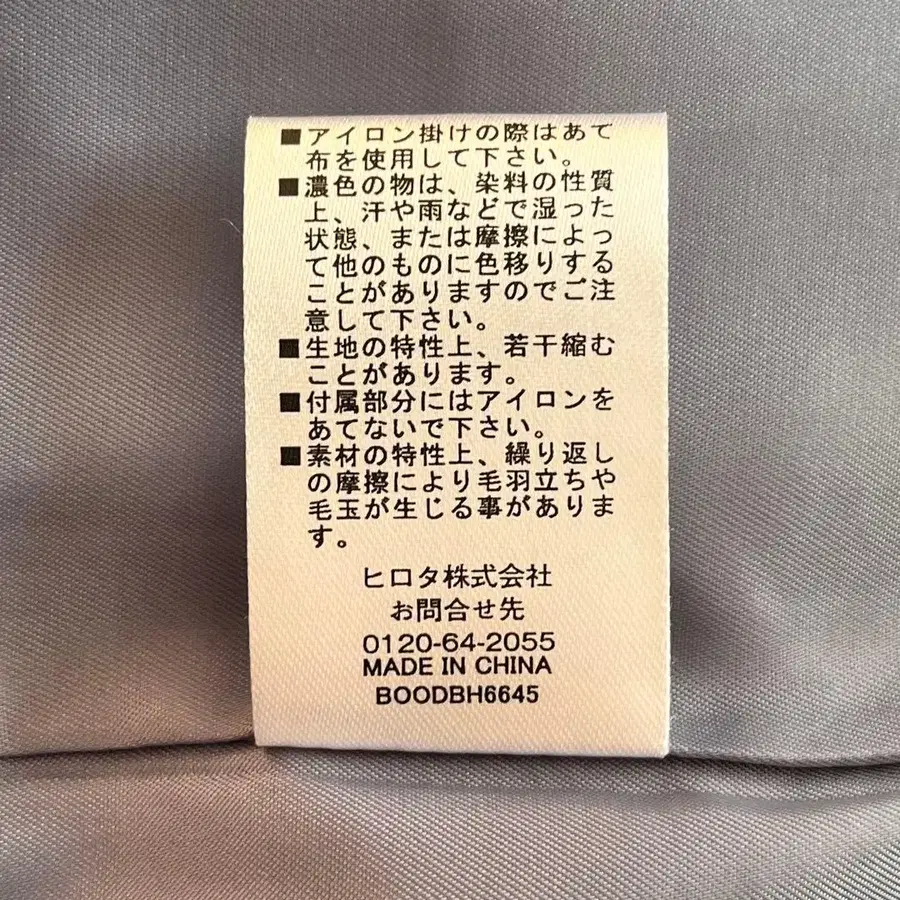 ■アイロン掛けの際はあて
布を使用して下さい。
■濃色の物は、染料の性質
上、汗や雨などで湿った
状態、または摩擦によっ
て他のものに色移りする
ことがありますのでご注
意して下さい。
■生地の特性上、若干縮む
ことがあります。
■付属部分にはアイロンを
あてないで下さい。
■素材の特性上、繰り返し
の摩擦により毛羽立ちや
毛玉が生じる事がありま
す。
ヒロタ株式会社
お問合せ先
0120-64-2055
MADE IN CHINA
BOODBH6645